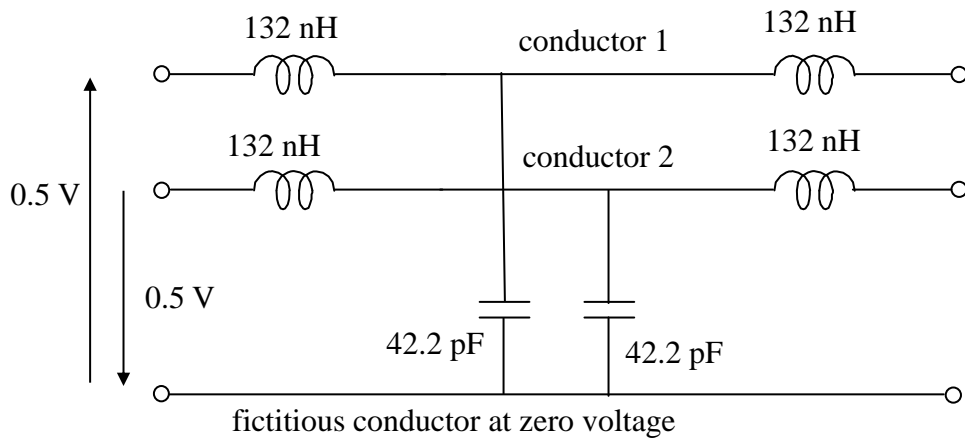 132 nH
conductor 1
132 nH
132 nH
conductor 2
132 nH
0.5 V
0.5 V
42.2 pF
42.2 pF
fictitious conductor at zero voltage